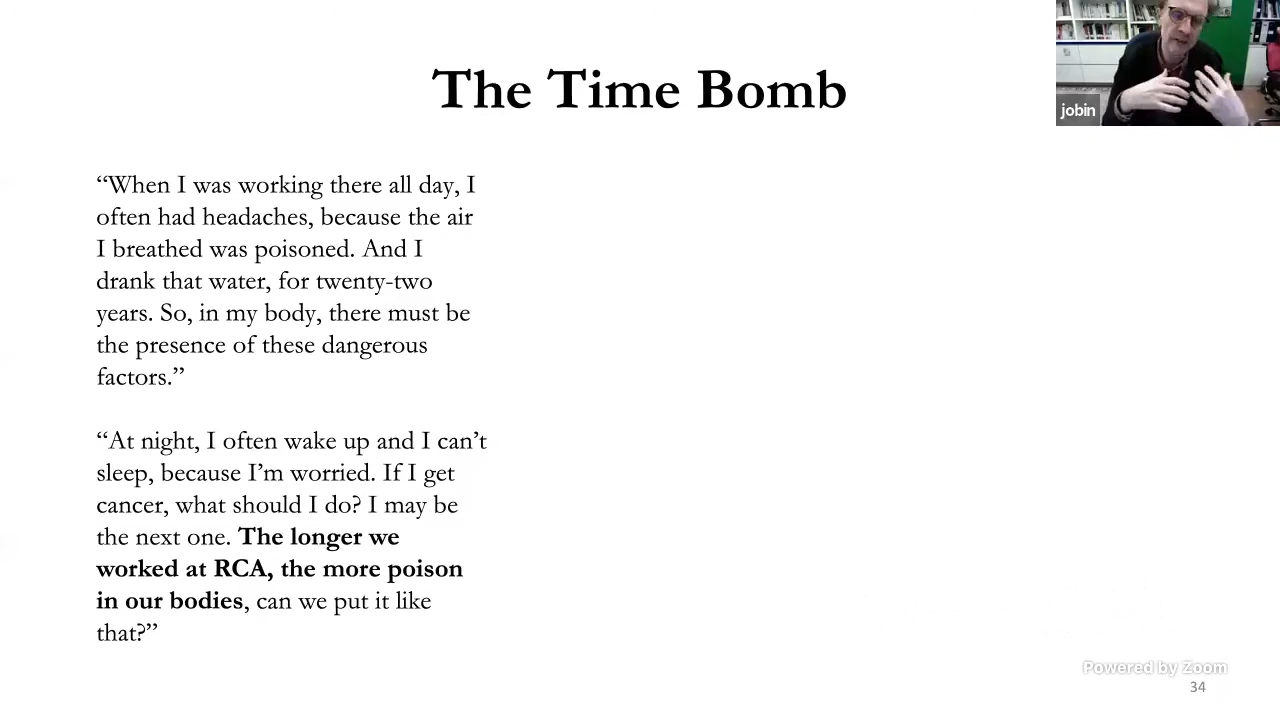 The Time Bomb
jobin
“When I was working there all day, I
often had headaches, because the air
I breathed was poisoned. And I
drank that water, for twenty-two
years. So, in my body, there must be
the presence of these dangerous
factors.”
“At night, I often wake up and I can’t
sleep, because I’m worried. If I get
cancer, what should I do? I may be
the next one. The longer we
worked at RCA, the more poison
in our bodies, can we put it like
that?”
Powered by Zoom
34